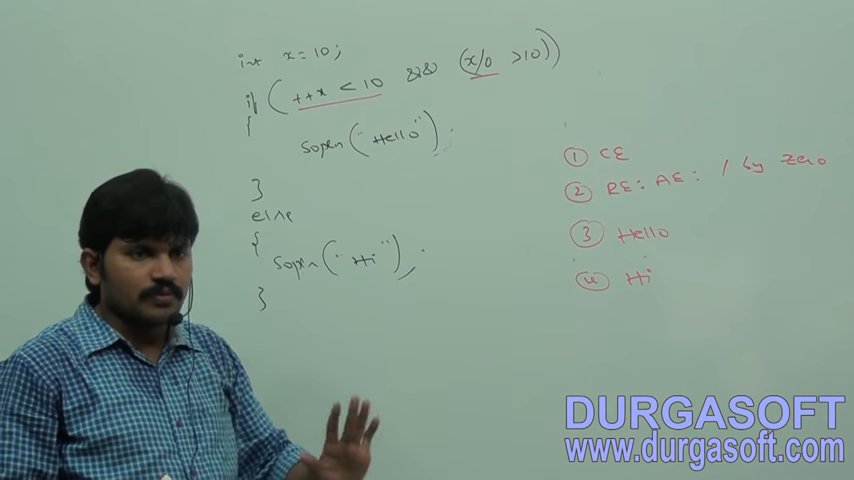 int x = 10;
if ( ++x < 10 && (x/0 > 10))
{
Sopln("Hello");
}
else
{
Sopln("Hi");
}
① CE
② RE: AE: / by zero
③ Hello
④ Hi
DURGASOFT
www.durgasoft.com